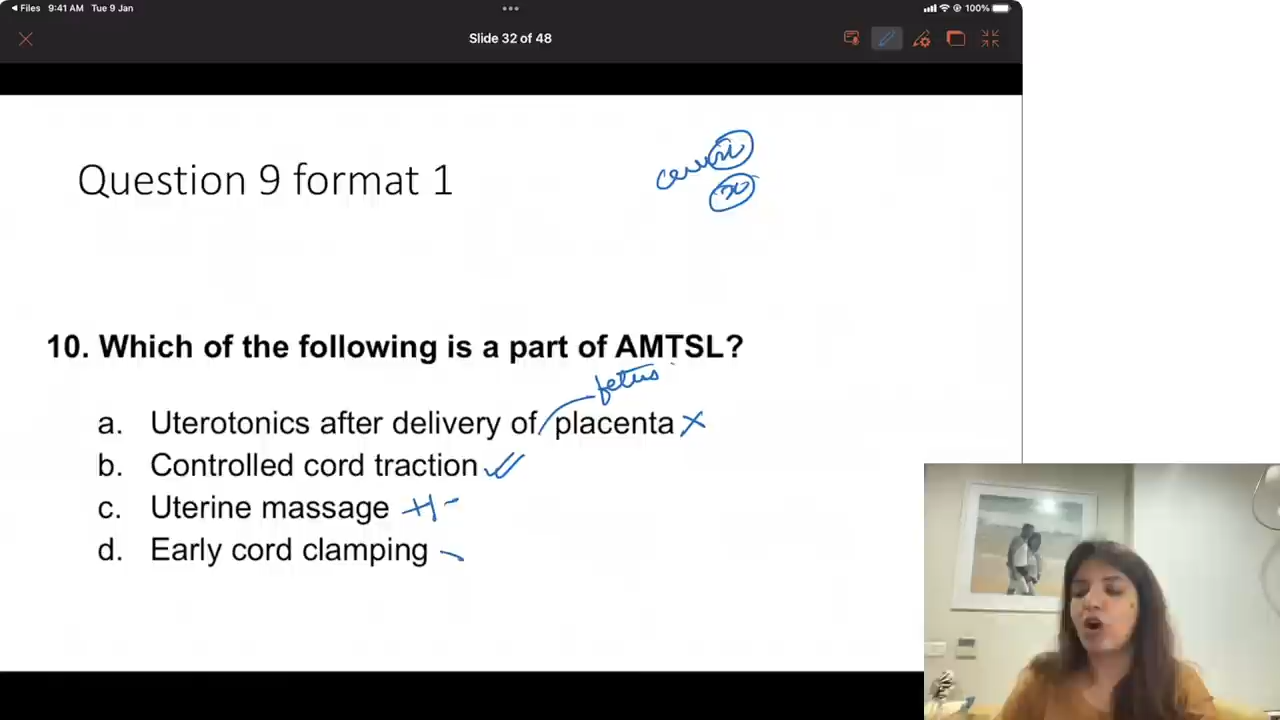 Files 9:41 AM Tue 9 Jan
100%
Slide 32 of 48
Question 9 format 1
10. Which of the following is a part of AMTSL?
fetus
a. Uterotonics after delivery of placenta
b. Controlled cord traction
c. Uterine massage +/-
d. Early cord clamping